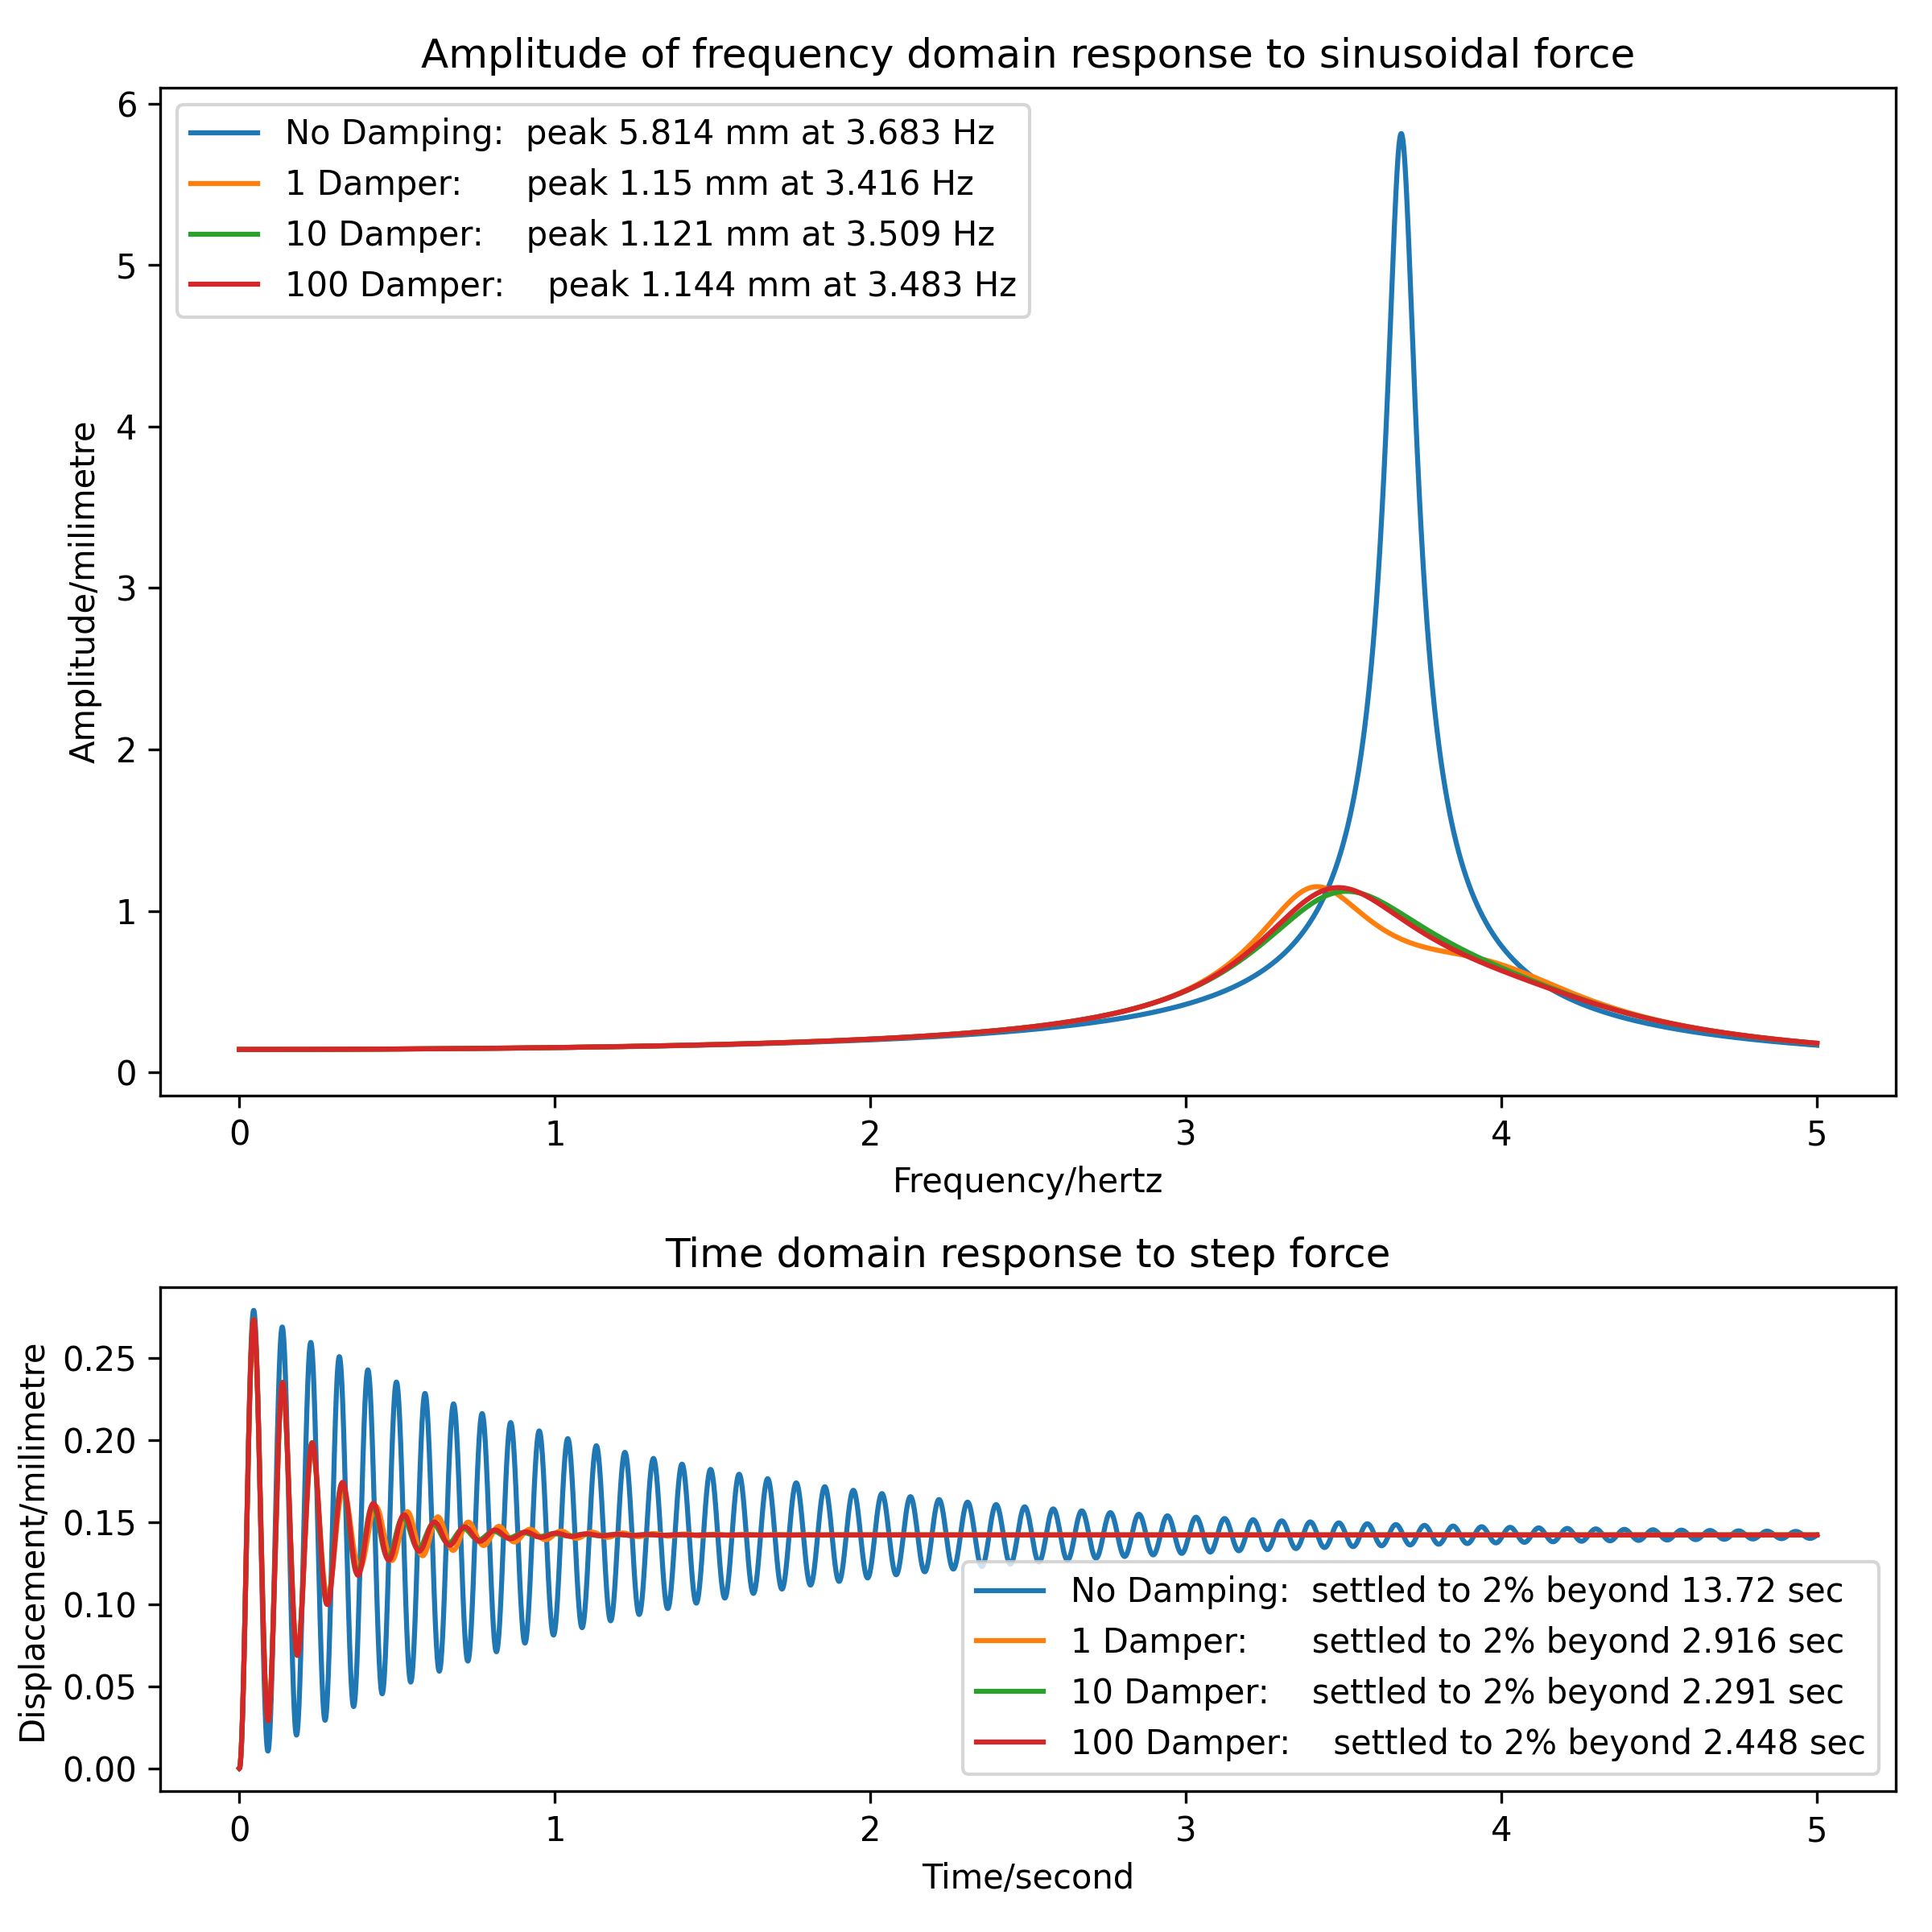 Amplitude of frequency domain response to sinusoidal force
6
5
4
3
2
1
0
Amplitude/milimetre
No Damping: peak 5.814 mm at 3.683 Hz
1 Damper: peak 1.15 mm at 3.416 Hz
10 Damper: peak 1.121 mm at 3.509 Hz
100 Damper: peak 1.144 mm at 3.483 Hz
0 1 2 3 4 5
Frequency/hertz
Time domain response to step force
0.25
0.20
0.15
0.10
0.05
0.00
Displacement/milimetre
No Damping: settled to 2% beyond 13.72 sec
1 Damper: settled to 2% beyond 2.916 sec
10 Damper: settled to 2% beyond 2.291 sec
100 Damper: settled to 2% beyond 2.448 sec
0 1 2 3 4 5
Time/second